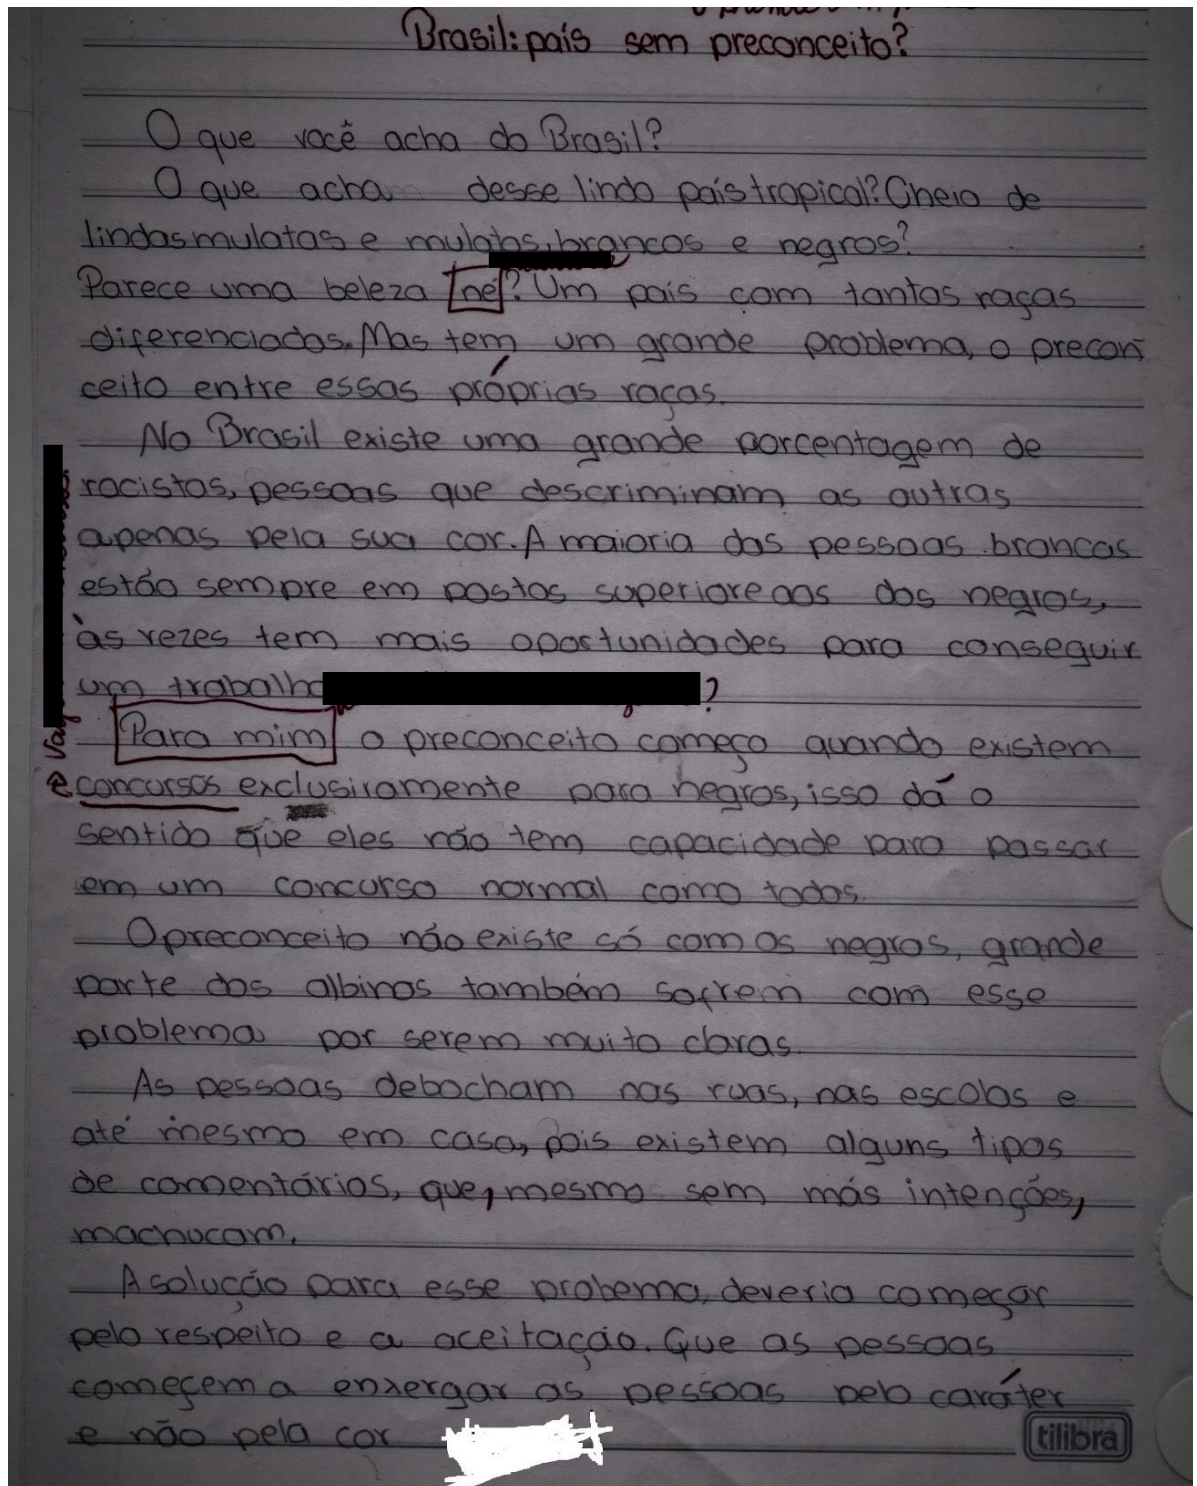 Brasil: país sem preconceito?
O que você acha do Brasil?
O que acha desse lindo país tropical? Cheio de
lindas mulatas e mulatos, brancos e negros?
Parece uma beleza né? Um país com tantas raças
diferenciadas. Mas tem um grande problema, o precon
ceito entre essas próprias raças.
No Brasil existe uma grande porcentagem de
racistas, pessoas que descriminam as outras
apenas pela sua cor. A maioria das pessoas brancas
estão sempre em postos superiore aos dos negros,
às vezes tem mais oportunidades para conseguir
um trabalho ?
Para mim o preconceito começa quando existem
concursos exclusivamente para negros, isso dá o
sentido que eles não tem capacidade para passar
em um concurso normal como todos.
O preconceito não existe só com os negros, grande
parte dos albinos também sofrem com esse
problema por serem muito claras.
As pessoas debocham nas ruas, nas escolas e
até mesmo em casa, pois existem alguns tipos
de comentários, que, mesmo sem más intenções,
machucam.
A solução para esse probema, deveria começar
pelo respeito e a aceitação. Que as pessoas
começem a enxergar as pessoas pelo caráter
e não pela cor
tilibra